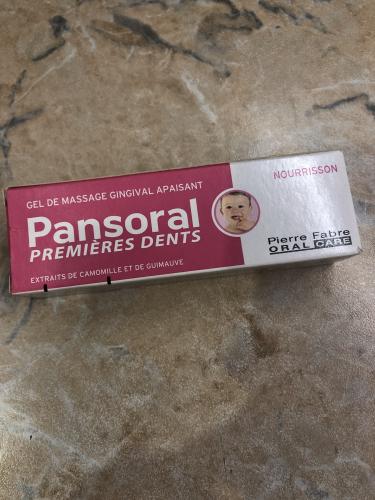 GEL DE MASSAGE GINGIVAL APAISANT
Pansoral
PREMIÈRES DENTS
EXTRAITS DE CAMOMILLE ET DE GUIMAUVE
NOURRISSON
Pierre Fabre
ORAL CARE